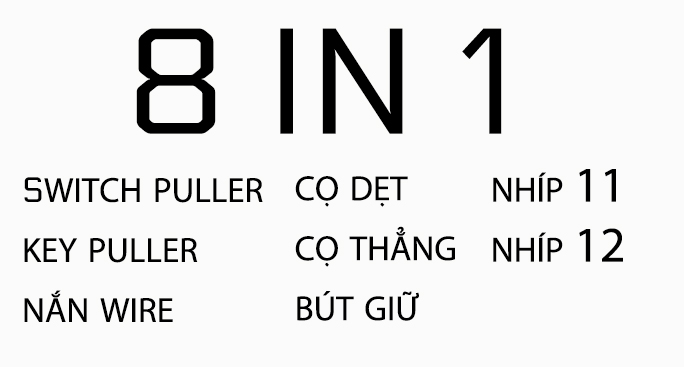 8 IN 1
SWITCH PULLER
KEY PULLER
NẮN WIRE
CỌ DẸT
CỌ THẲNG
BÚT GIỮ
NHÍP 11
NHÍP 12